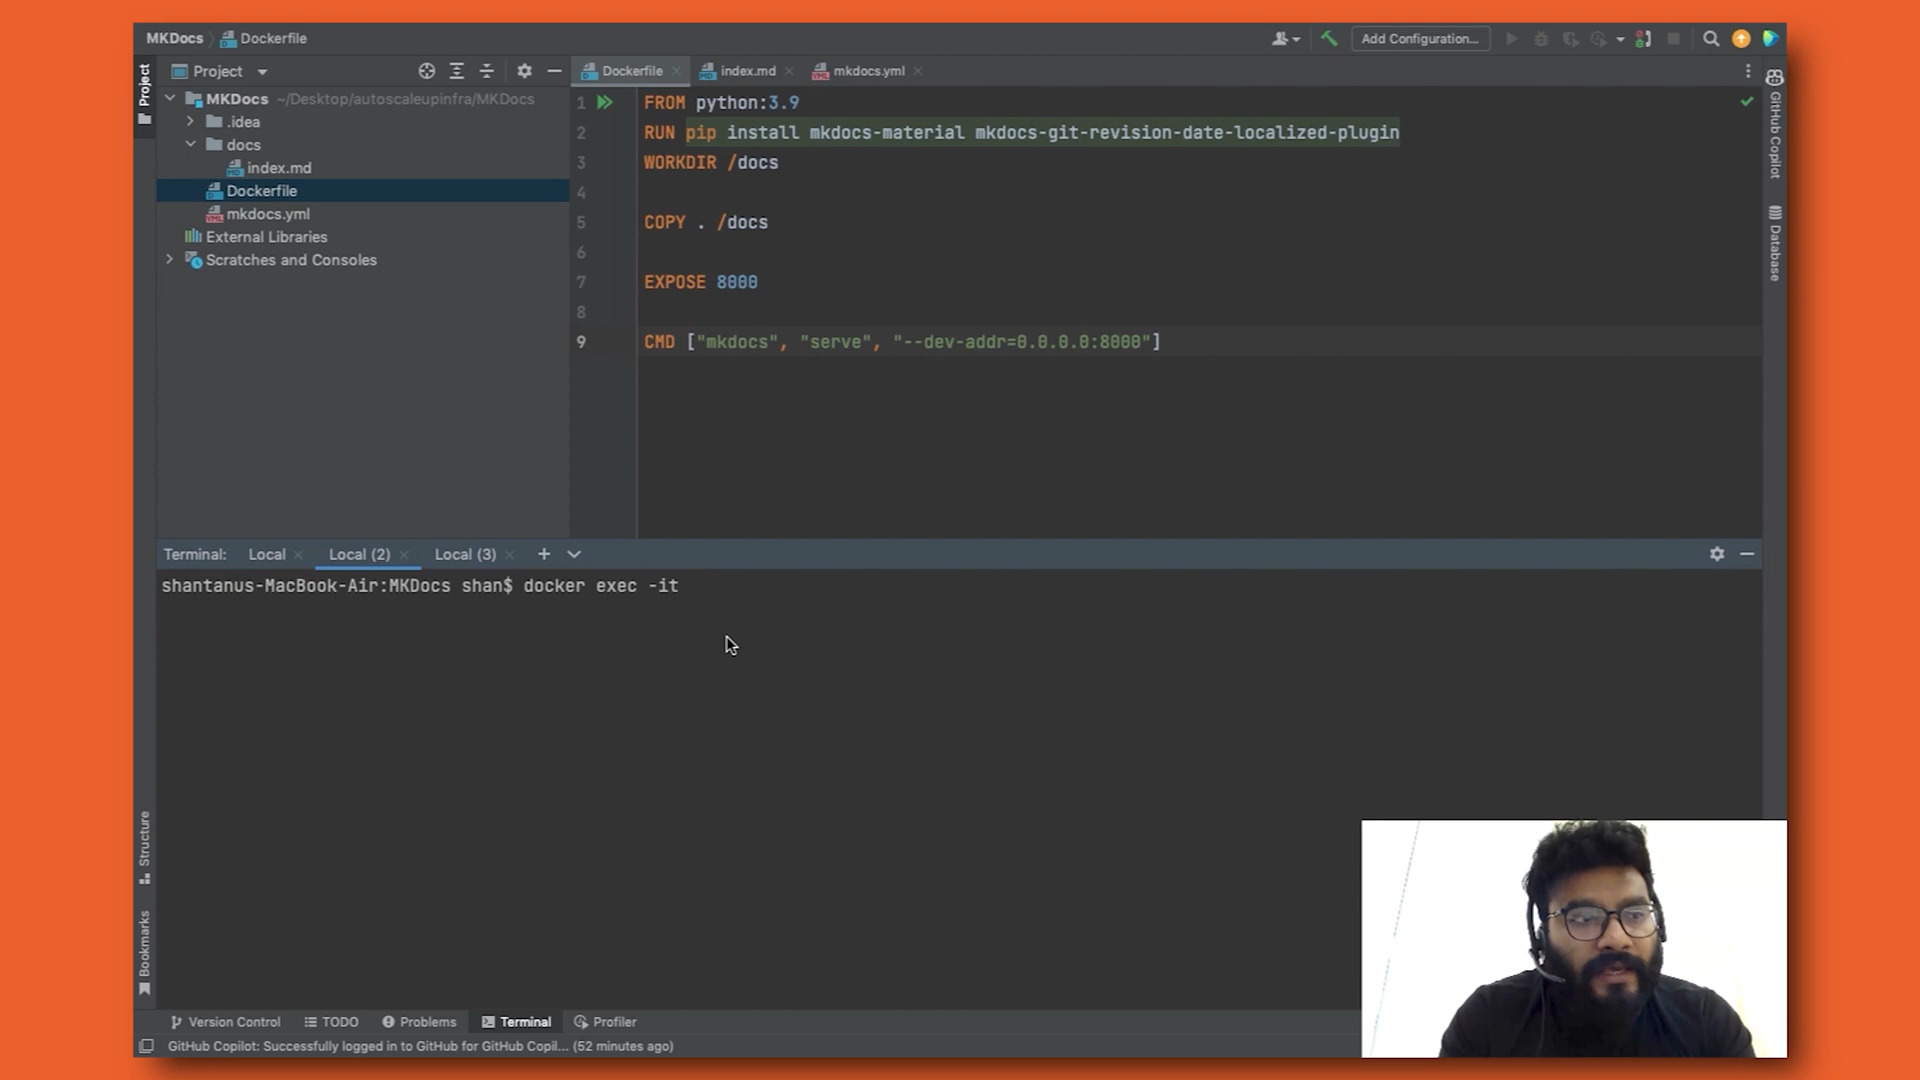 MKDocs Dockerfile
Add Configuration...
Project
Project
MKDocs ~/Desktop/autoscaleupinfra/MKDocs
.idea
docs
index.md
Dockerfile
mkdocs.yml
External Libraries
Scratches and Consoles
Dockerfile index.md mkdocs.yml
1 FROM python:3.9
2 RUN pip install mkdocs-material mkdocs-git-revision-date-localized-plugin
3 WORKDIR /docs
4
5 COPY . /docs
6
7 EXPOSE 8000
8
9 CMD ["mkdocs", "serve", "--dev-addr=0.0.0.0:8000"]
GitHub Copilot
Database
Terminal: Local Local (2) Local (3)
shantanus-MacBook-Air:MKDocs shan$ docker exec -it
Structure
Bookmarks
Version Control TODO Problems Terminal Profiler
GitHub Copilot: Successfully logged in to GitHub for GitHub Copil... (52 minutes ago)